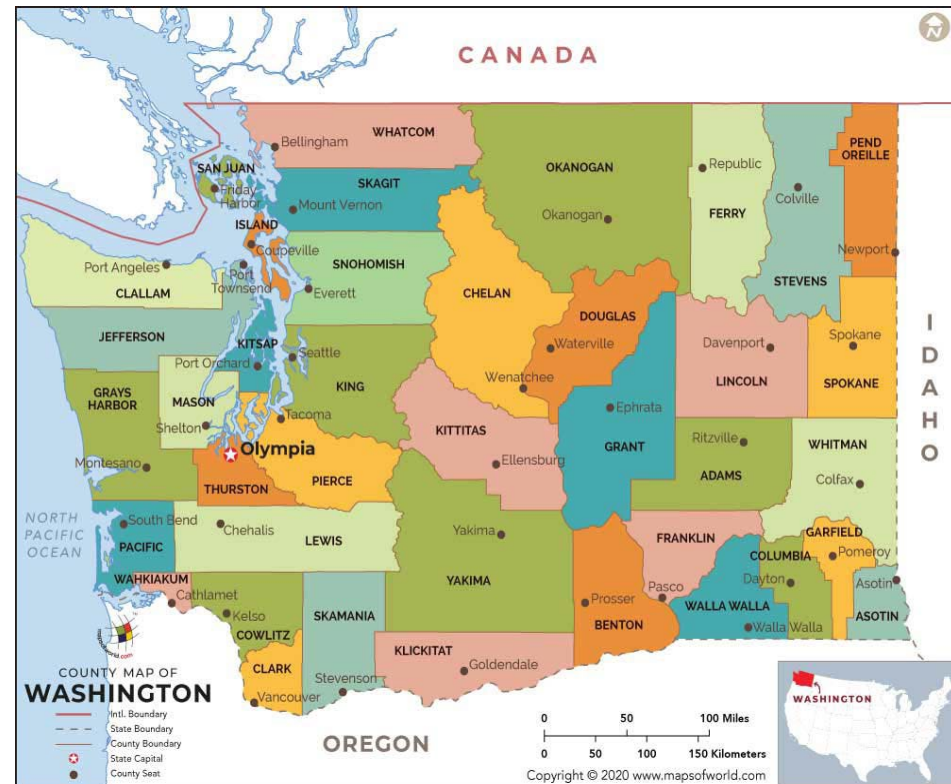 N
CANADA
WHATCOM
Bellingham
SAN JUAN
Friday
Harbor
SKAGIT
Mount Vernon
OKANOGAN
Okanogan
Republic
FERRY
Colville
STEVENS
PEND
OREILLE
Newport
ISLAND
Coupeville
Port Angeles
CLALLAM
Port
Townsend
SNOHOMISH
Everett
CHELAN
DOUGLAS
Waterville
Wenatchee
JEFFERSON
KITSAP
Port Orchard
Seattle
KING
Davenport
LINCOLN
Spokane
SPOKANE
IDAHO
GRAYS
HARBOR
Montesano
MASON
Shelton
Tacoma
Olympia
THURSTON
PIERCE
KITTITAS
Ellensburg
Ephrata
GRANT
Ritzville
ADAMS
WHITMAN
Colfax
NORTH
PACIFIC
OCEAN
South Bend
PACIFIC
Chehalis
LEWIS
Yakima
YAKIMA
FRANKLIN
Pasco
GARFIELD
Pomeroy
COLUMBIA
Dayton
Asotin
ASOTIN
WAHKIAKUM
Cathlamet
Kelso
COWLITZ
SKAMANIA
Stevenson
CLARK
Vancouver
KLICKITAT
Goldendale
Prosser
BENTON
WALLA WALLA
Walla Walla
OREGON
mapsofworld.com
COUNTY MAP OF
WASHINGTON
Intl. Boundary
State Boundary
County Boundary
State Capital
County Seat
0 50 100 Miles
0 50 100 150 Kilometers
Copyright © 2020 www.mapsofworld.com
WASHINGTON